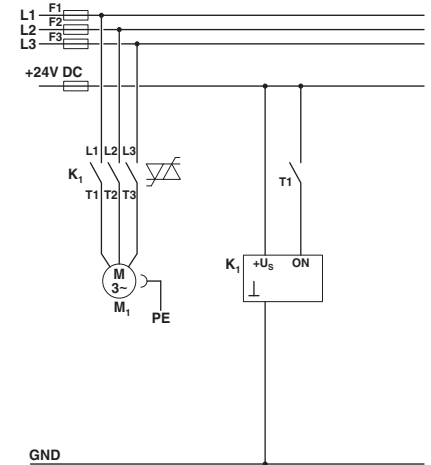 L1 F1
L2 F2
L3 F3
+24V DC
L1 L2 L3
K1
T1 T2 T3
T1
M
3~
M1
PE
K1
+US ON
GND